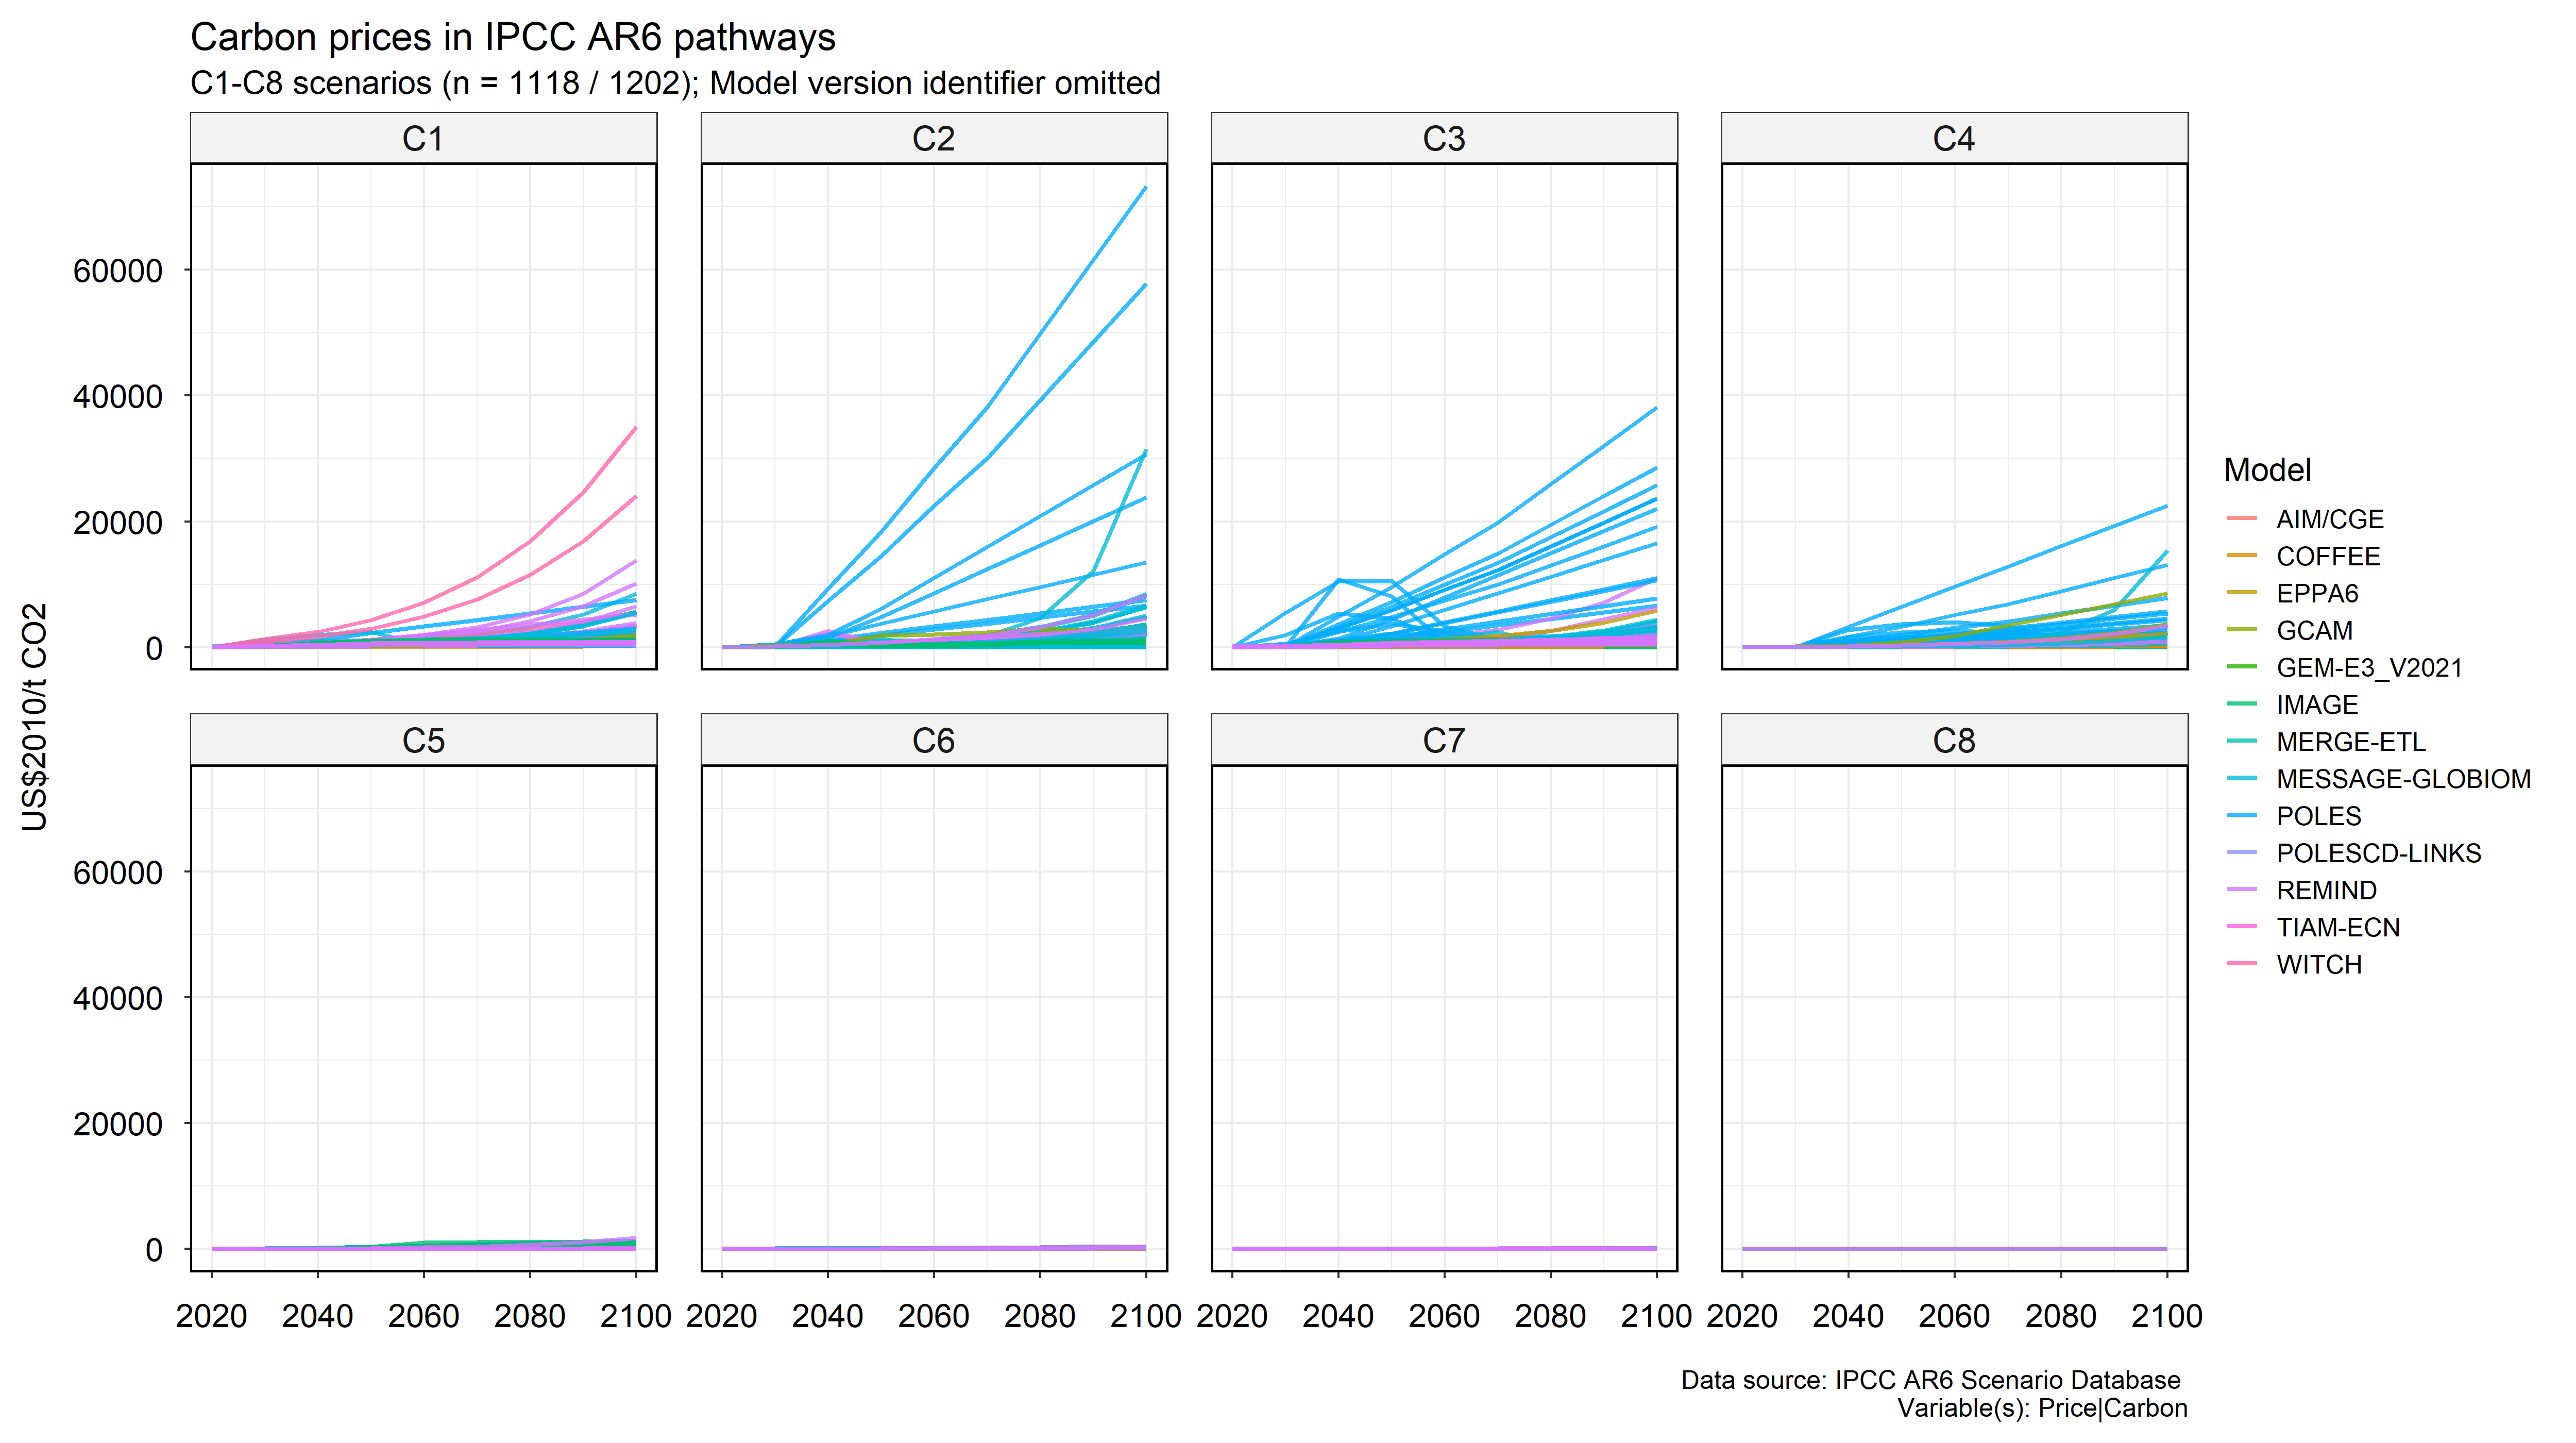 Carbon prices in IPCC AR6 pathways
C1-C8 scenarios (n = 1118 / 1202); Model version identifier omitted
C1
C2
C3
C4
60000
40000
20000
0
C5
C6
C7
C8
60000
40000
20000
0
US$2010/t CO2
2020 2040 2060 2080 2100 2020 2040 2060 2080 2100 2020 2040 2060 2080 2100 2020 2040 2060 2080 2100
Model
AIM/CGE
COFFEE
EPPA6
GCAM
GEM-E3_V2021
IMAGE
MERGE-ETL
MESSAGE-GLOBIOM
POLES
POLESCD-LINKS
REMIND
TIAM-ECN
WITCH
Data source: IPCC AR6 Scenario Database
Variable(s): Price|Carbon